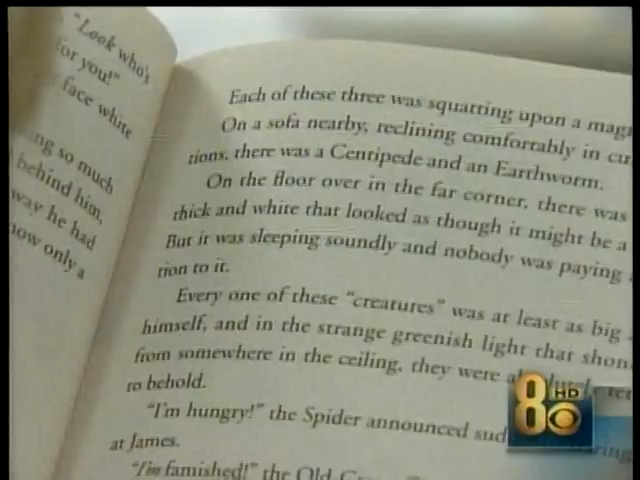 "Look who's
for you!"
face white
ng so much
behind him,
way he had
now only a
Each of these three was squatting upon a mag
On a sofa nearby, reclining comfortably in cur
tions, there was a Centipede and an Earthworm.
On the floor over in the far corner, there was
thick and white that looked as though it might be a
But it was sleeping soundly and nobody was paying
tion to it.
Every one of these "creatures" was at least as big
himself, and in the strange greenish light that shon
from somewhere in the ceiling, they were absolutely
to behold.
"I'm hungry!" the Spider announced sud
at James.
"I'm famished!" the Old
8 HD